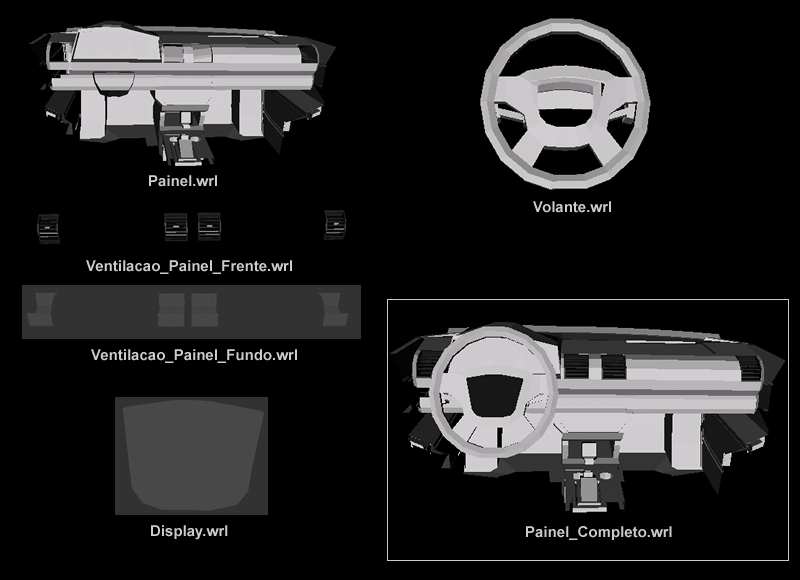 Painel.wrl
Volante.wrl
Ventilacao_Painel_Frente.wrl
Ventilacao_Painel_Fundo.wrl
Display.wrl
Painel_Completo.wrl